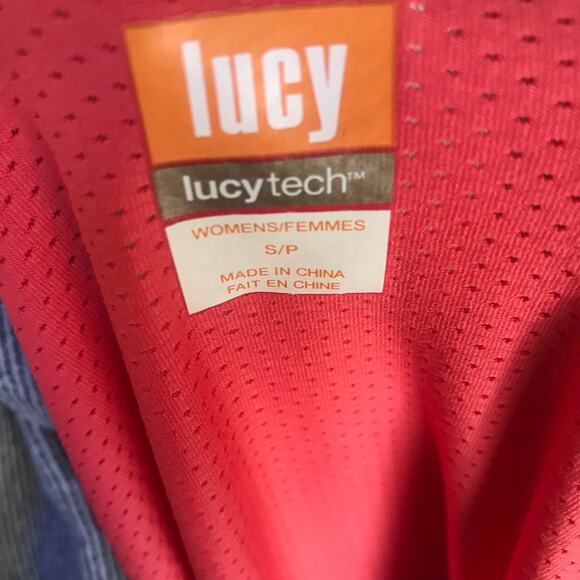 lucy
lucytech™
WOMENS/FEMMES
S/P
MADE IN CHINA
FAIT EN CHINE